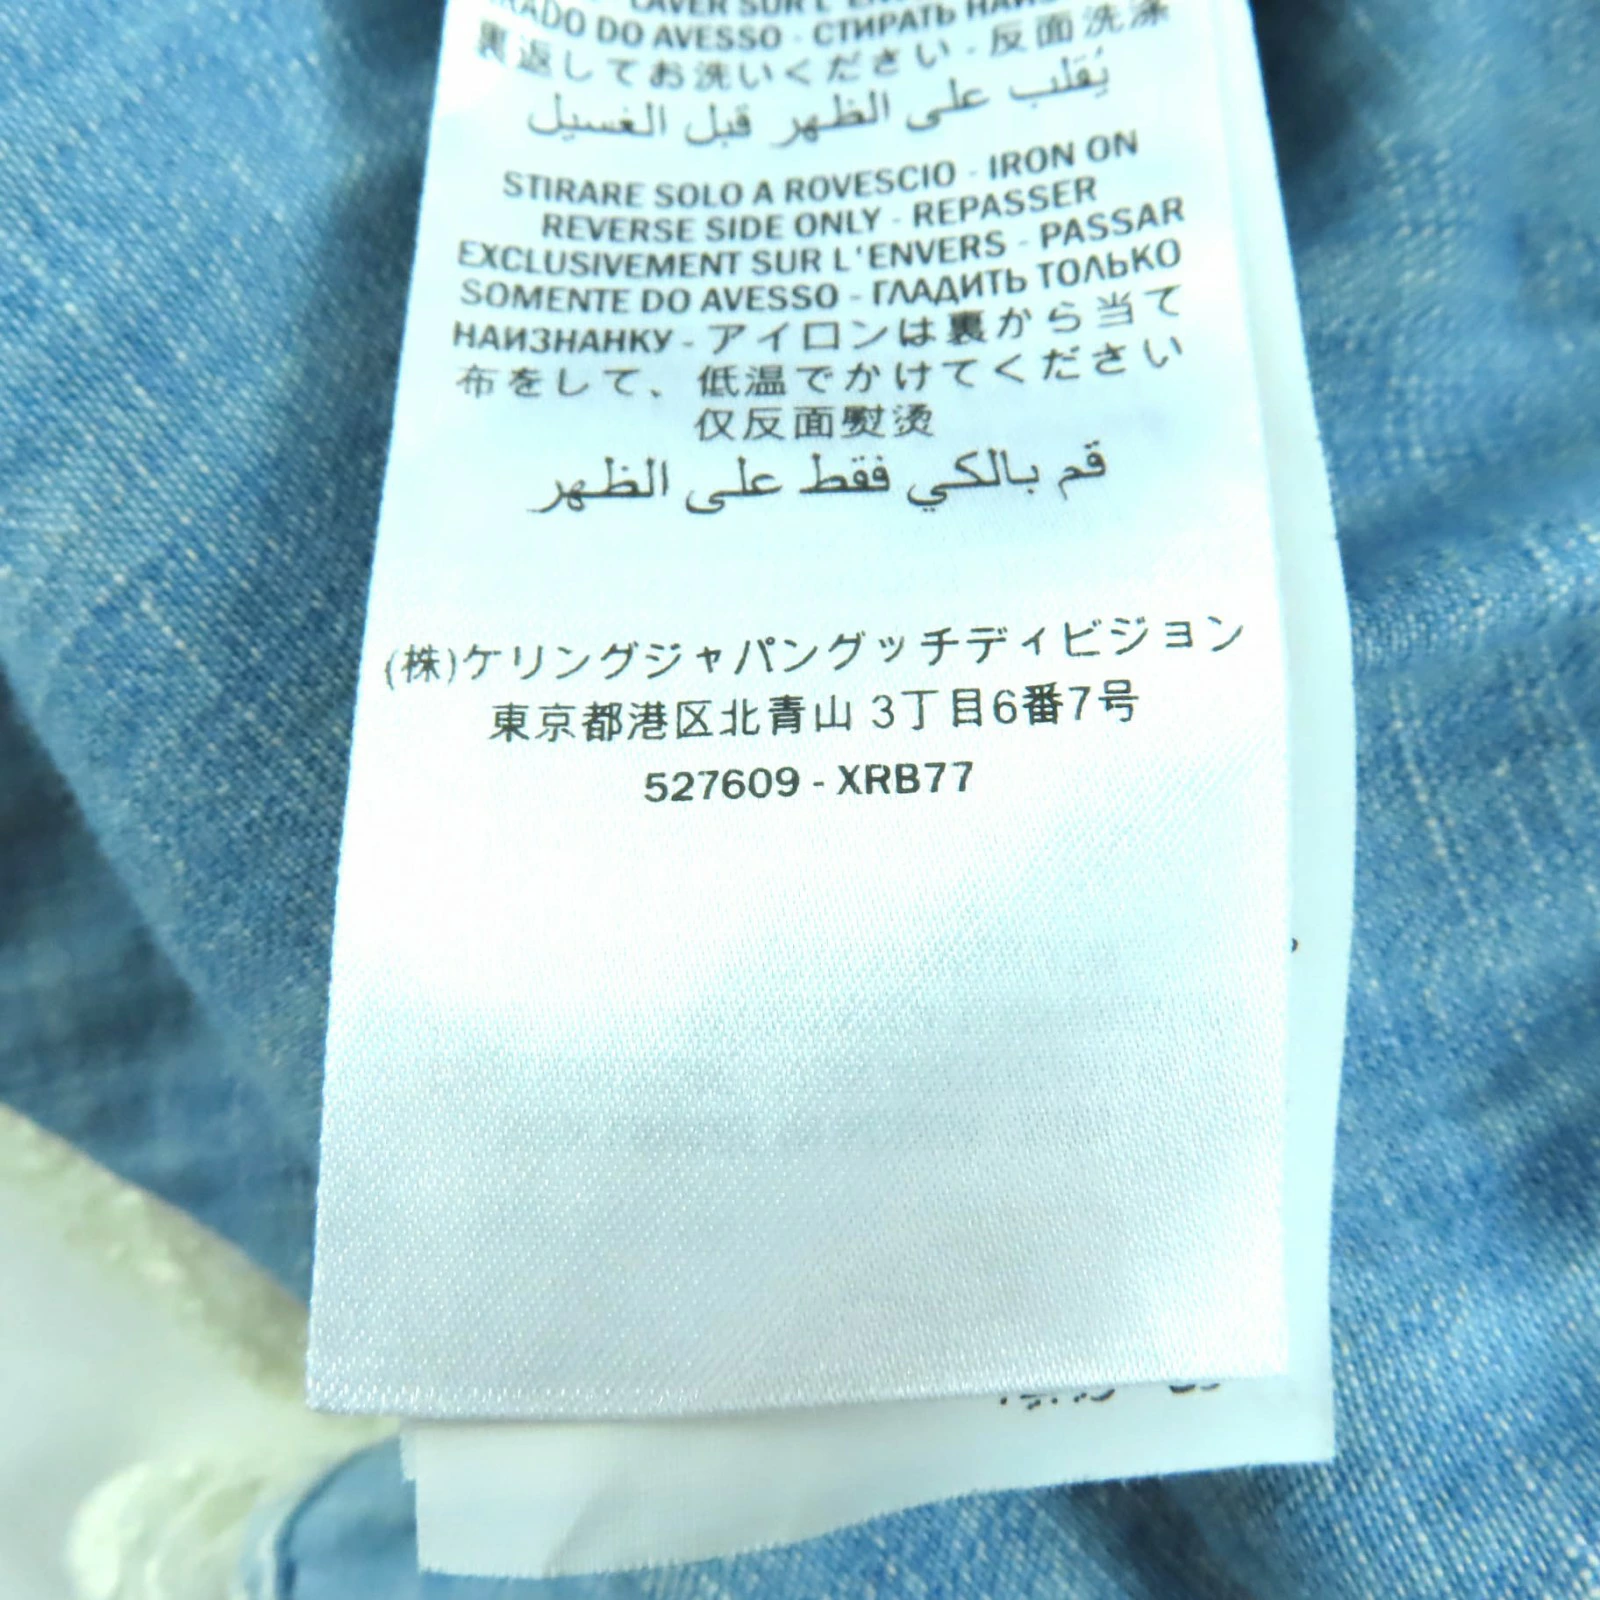 LAVER SUR L'
DO AVESSO - СТИРАТЬ
裏返してお洗いください - 反面洗涤
يُقلب على الظهر قبل الغسيل
STIRARE SOLO A ROVESCIO - IRON ON
REVERSE SIDE ONLY - REPASSER
EXCLUSIVEMENT SUR L'ENVERS - PASSAR
SOMENTE DO AVESSO - ГЛАДИТЬ ТОЛЬКО
НАИЗНАНКУ - アイロンは裏から当て
布をして、低温でかけてください
仅反面熨烫
قم بالكي فقط على الظهر
(株)ケリングジャパングッチディビジョン
東京都港区北青山 3丁目6番7号
527609 - XRB77